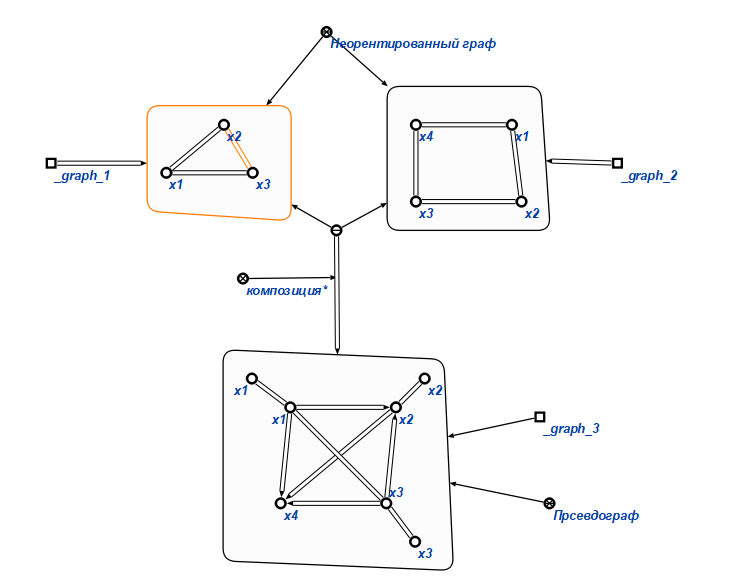 Неорентированный граф
x2
x1
x3
_graph_1
x4
x1
x3
x2
_graph_2
композиция*
x1
x2
x1
x2
x3
x4
x3
_graph_3
Прсевдограф